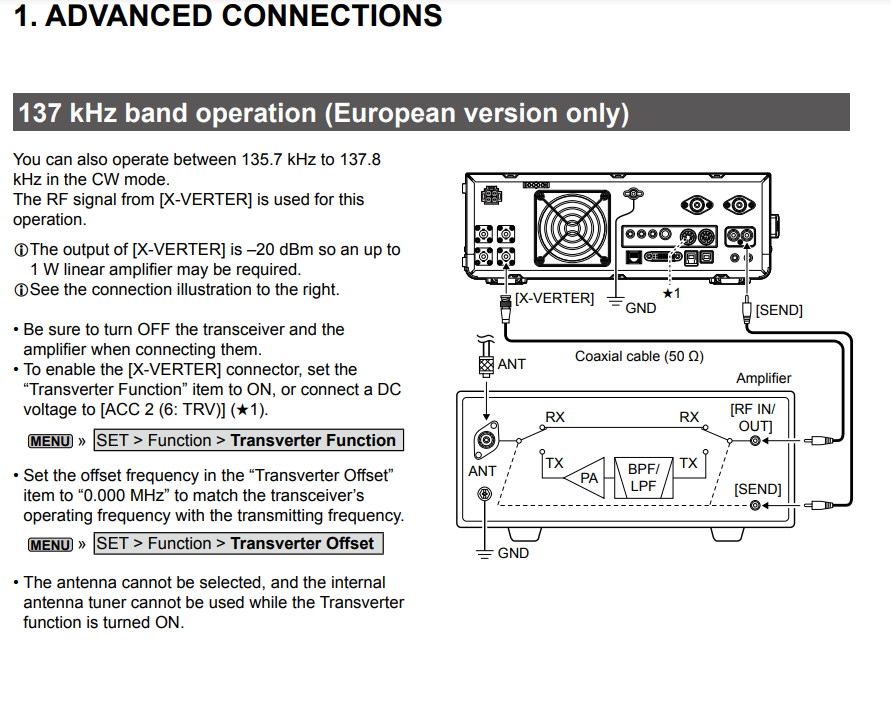 1. ADVANCED CONNECTIONS
137 kHz band operation (European version only)
You can also operate between 135.7 kHz to 137.8
kHz in the CW mode.
The RF signal from [X-VERTER] is used for this
operation.
ⓘThe output of [X-VERTER] is –20 dBm so an up to
1 W linear amplifier may be required.
ⓘSee the connection illustration to the right.
• Be sure to turn OFF the transceiver and the
amplifier when connecting them.
• To enable the [X-VERTER] connector, set the
“Transverter Function” item to ON, or connect a DC
voltage to [ACC 2 (6: TRV)] (★1).
MENU » SET > Function > Transverter Function
• Set the offset frequency in the “Transverter Offset”
item to “0.000 MHz” to match the transceiver’s
operating frequency with the transmitting frequency.
MENU » SET > Function > Transverter Offset
• The antenna cannot be selected, and the internal
antenna tuner cannot be used while the Transverter
function is turned ON.
[X-VERTER]
GND
★1
[SEND]
ANT
Coaxial cable (50 Ω)
Amplifier
RX
RX
[RF IN/
OUT]
ANT
TX
PA
BPF/
LPF
TX
[SEND]
GND